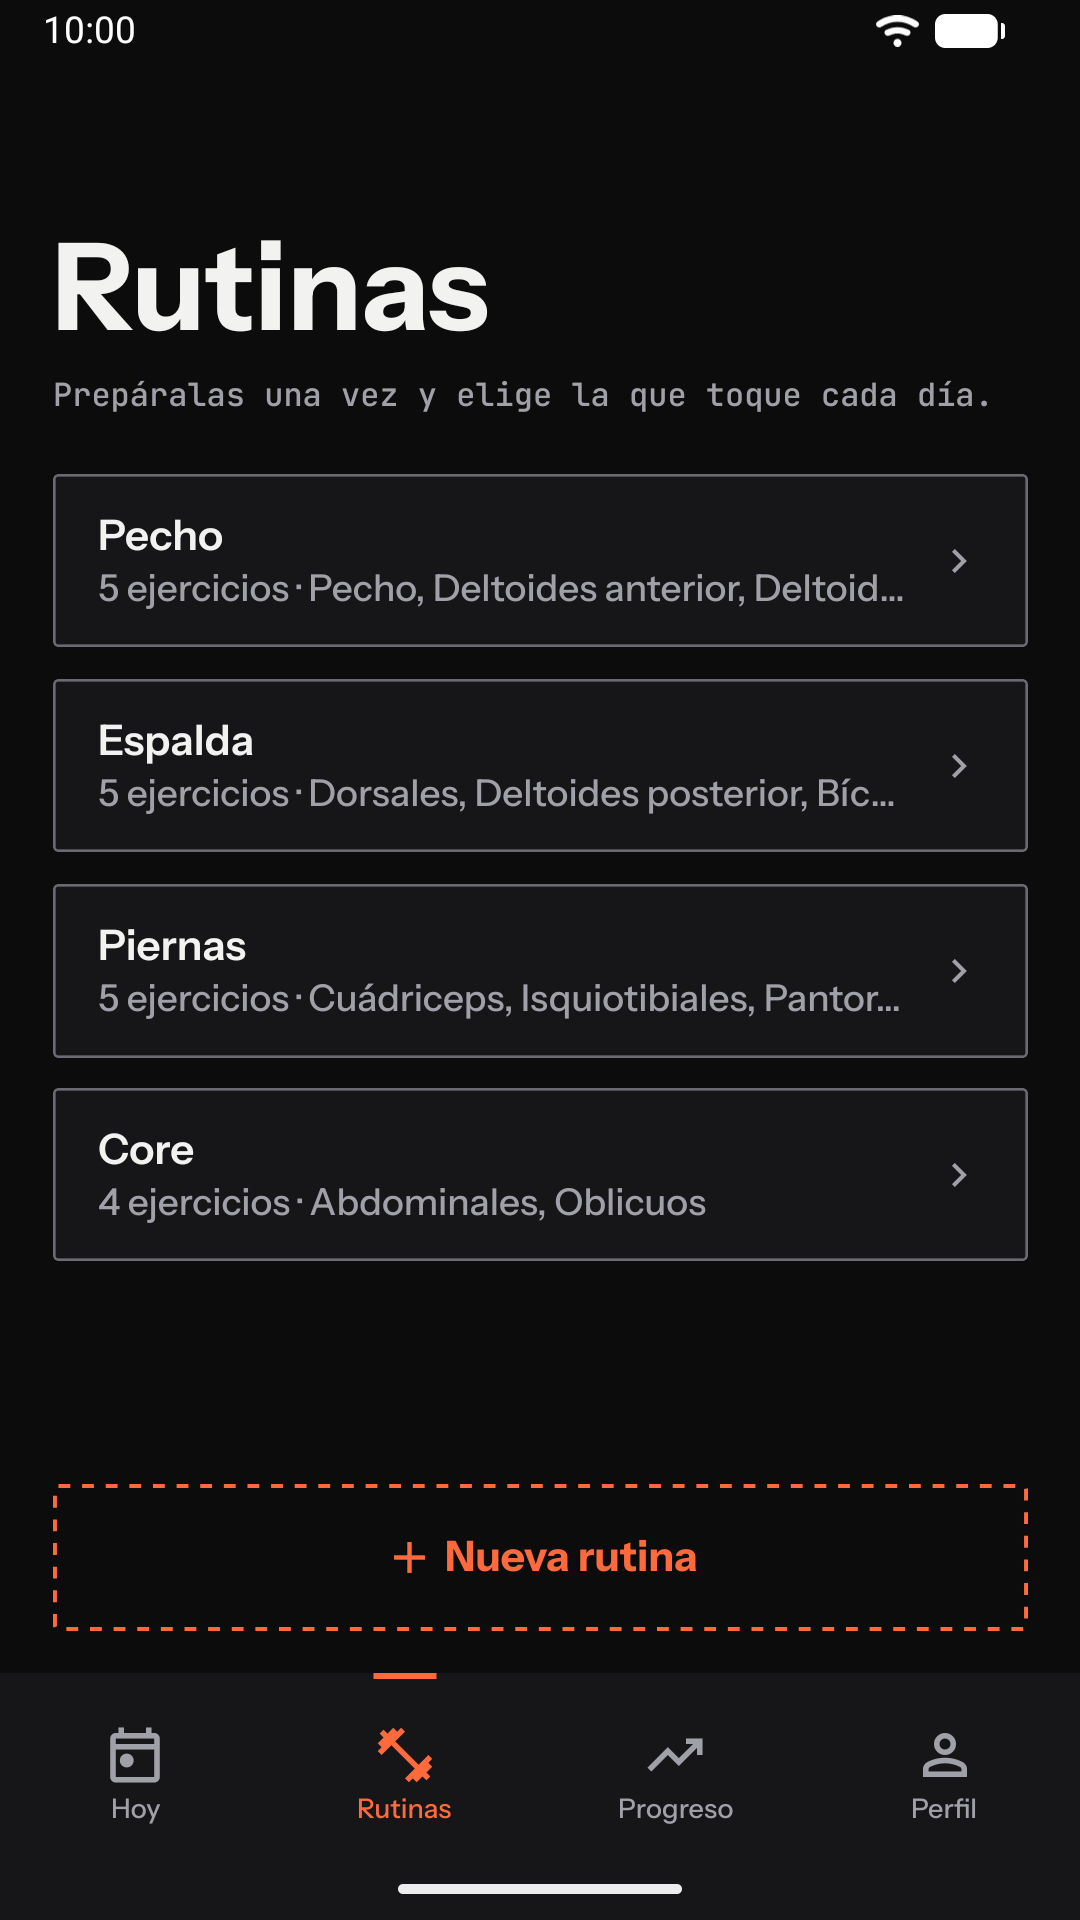 10:00
Rutinas
Prepáralas una vez y elige la que toque cada día.
Pecho
5 ejercicios · Pecho, Deltoides anterior, Deltoid...
Espalda
5 ejercicios · Dorsales, Deltoides posterior, Bíc...
Piernas
5 ejercicios · Cuádriceps, Isquiotibiales, Pantor...
Core
4 ejercicios · Abdominales, Oblicuos
+ Nueva rutina
Hoy
Rutinas
Progreso
Perfil